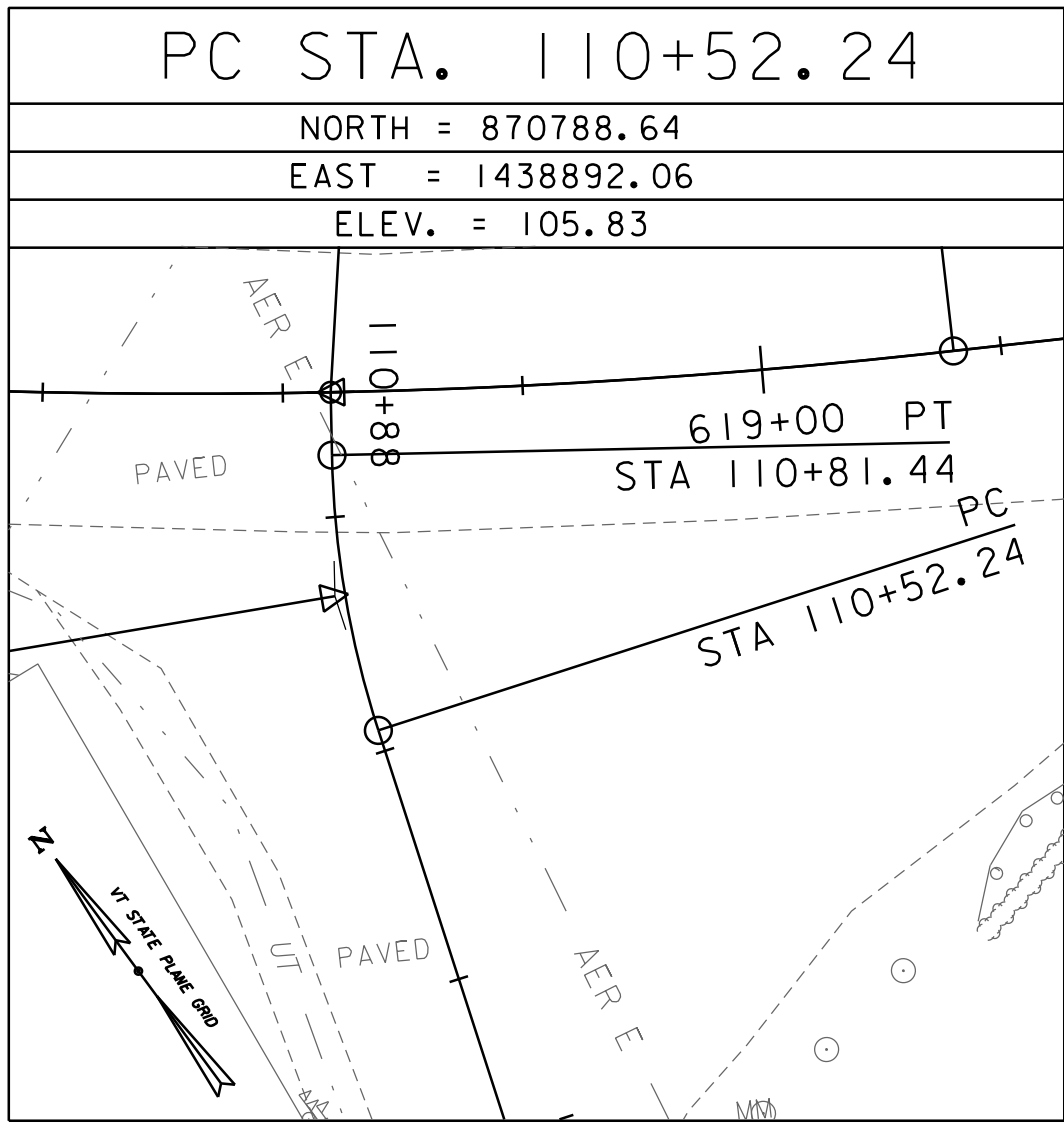 PC STA. 110+52.24
NORTH = 870788.64
EAST = 1438892.06
ELEV. = 105.83
AER E
110+88
619+00 PT
STA 110+81.44
PAVED
PC
STA 110+52.24
N
VT STATE PLANE GRID
UT
PAVED
AER E